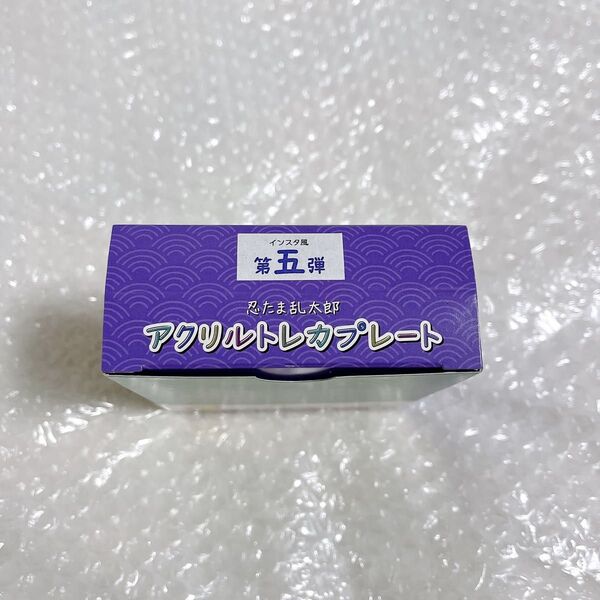 インスタ風
第五弾
忍たま乱太郎
アクリルトレカプレート